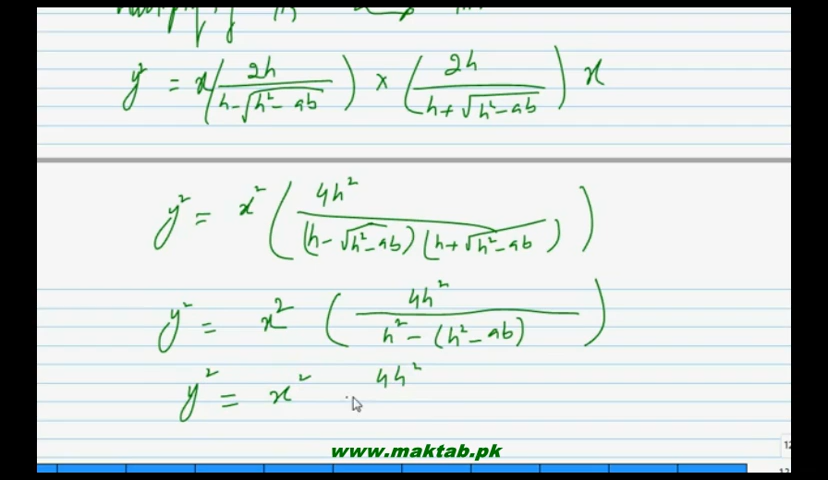 y² = x(2h / h-√h²-ab) × (2h / h+√h²-ab) x
y² = x² (4h² / (h-√h²-ab)(h+√h²-ab))
y² = x² (4h² / h²-(h²-ab))
y² = x² 4h²
www.maktab.pk